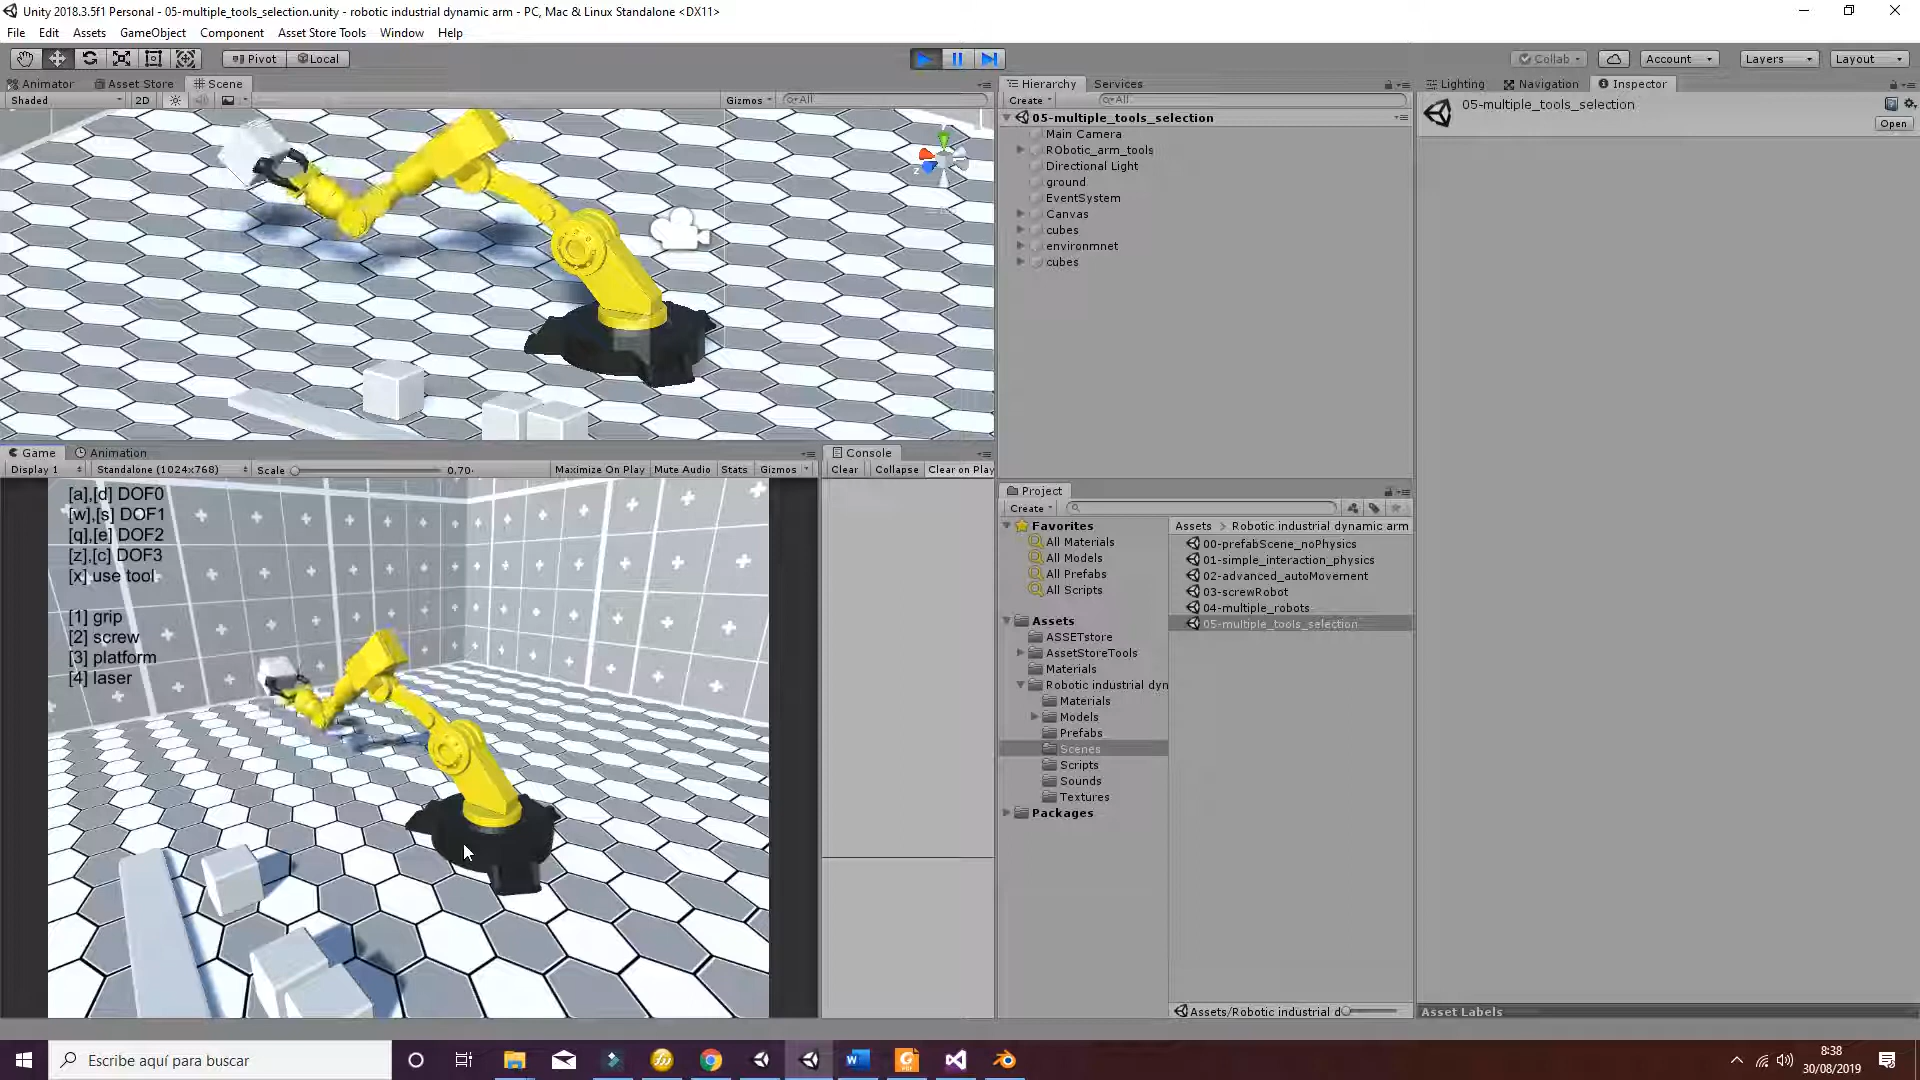 Unity 2018.3.5f1 Personal - 05-multiple_tools_selection.unity - robotic industrial dynamic arm - PC, Mac & Linux Standalone <DX11>
File Edit Assets GameObject Component Asset Store Tools Window Help
Pivot Local Collab Account Layers Layout
Animator Asset Store Scene
Shaded 2D Gizmos All
z
Hierarchy Services
Create All
05-multiple_tools_selection
Main Camera
RObotic_arm_tools
Directional Light
ground
EventSystem
Canvas
cubes
environmnet
cubes
Lighting Navigation Inspector
05-multiple_tools_selection
Open
Game Animation
Display 1 Standalone (1024x768) Scale 0.70 Maximize On Play Mute Audio Stats Gizmos
[a],[d] DOF0
[w],[s] DOF1
[q],[e] DOF2
[z],[c] DOF3
[x] use tool
[1] grip
[2] screw
[3] platform
[4] laser
Console
Clear Collapse Clear on Play
Project
Create
Favorites
All Materials
All Models
All Prefabs
All Scripts
Assets
ASSETstore
AssetStoreTools
Materials
Robotic industrial dyn
Materials
Models
Prefabs
Scenes
Scripts
Sounds
Textures
Packages
Assets > Robotic industrial dynamic arm
00-prefabScene_noPhysics
01-simple_interaction_physics
02-advanced_autoMovement
03-screwRobot
04-multiple_robots
05-multiple_tools_selection
Assets/Robotic industrial d
Asset Labels
Escribe aquí para buscar
8:38
30/08/2019